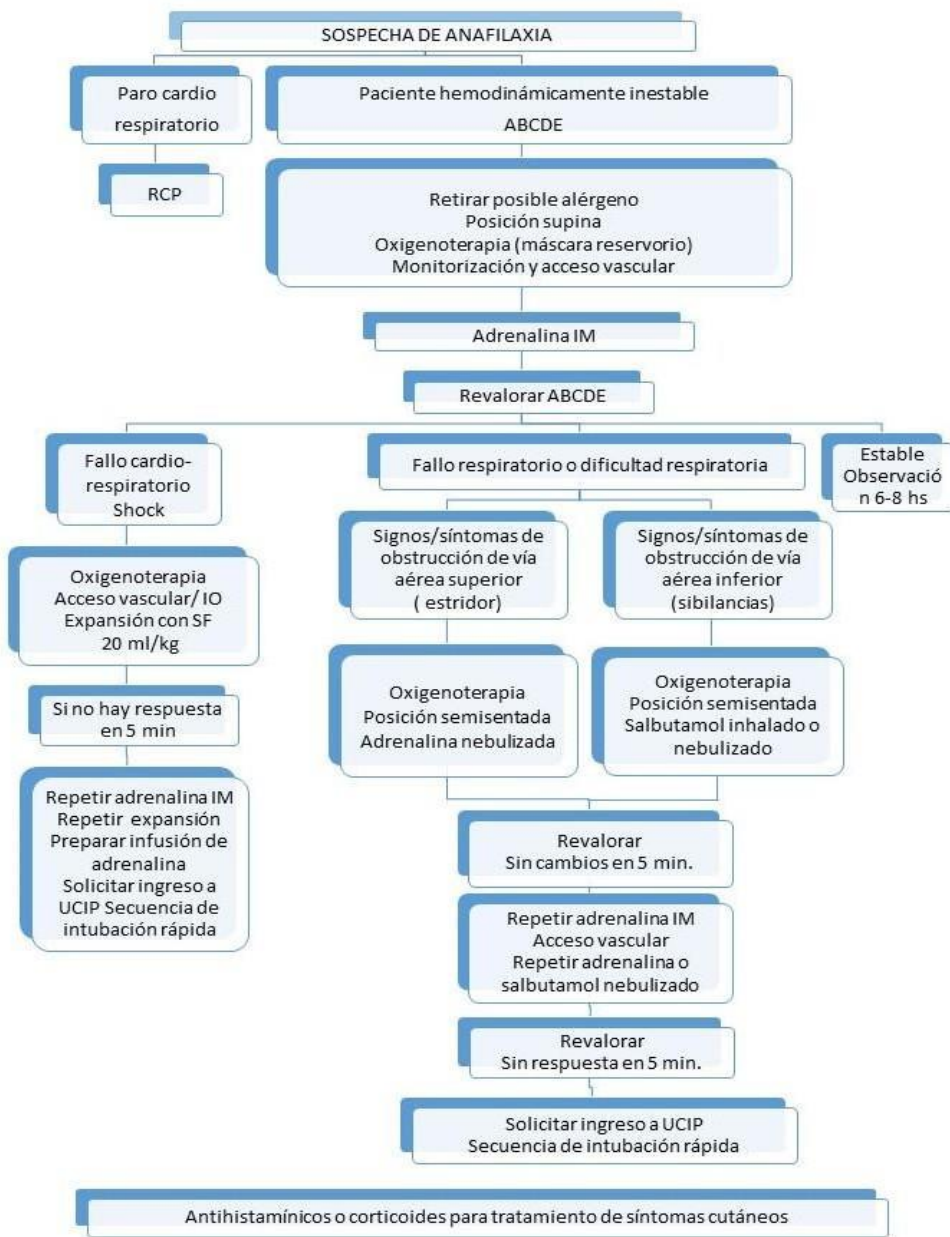 SOSPECHA DE ANAFILAXIA
Paro cardio
respiratorio
Paciente hemodinámicamente inestable
ABCDE
RCP
Retirar posible alérgeno
Posición supina
Oxigenoterapia (máscara reservorio)
Monitorización y acceso vascular
Adrenalina IM
Revalorar ABCDE
Fallo cardio-
respiratorio
Shock
Fallo respiratorio o dificultad respiratoria
Estable
Observació
n 6-8 hs
Signos/síntomas de
obstrucción de vía
aérea superior
( estridor)
Signos/síntomas de
obstrucción de vía
aérea inferior
(sibilancias)
Oxigenoterapia
Acceso vascular/ IO
Expansión con SF
20 ml/kg
Oxigenoterapia
Posición semisentada
Adrenalina nebulizada
Oxigenoterapia
Posición semisentada
Salbutamol inhalado o
nebulizado
Si no hay respuesta
en 5 min
Repetir adrenalina IM
Repetir expansión
Preparar infusión de
adrenalina
Solicitar ingreso a
UCIP Secuencia de
intubación rápida
Revalorar
Sin cambios en 5 min.
Repetir adrenalina IM
Acceso vascular
Repetir adrenalina o
salbutamol nebulizado
Revalorar
Sin respuesta en 5 min.
Solicitar ingreso a UCIP
Secuencia de intubación rápida
Antihistamínicos o corticoides para tratamiento de síntomas cutáneos